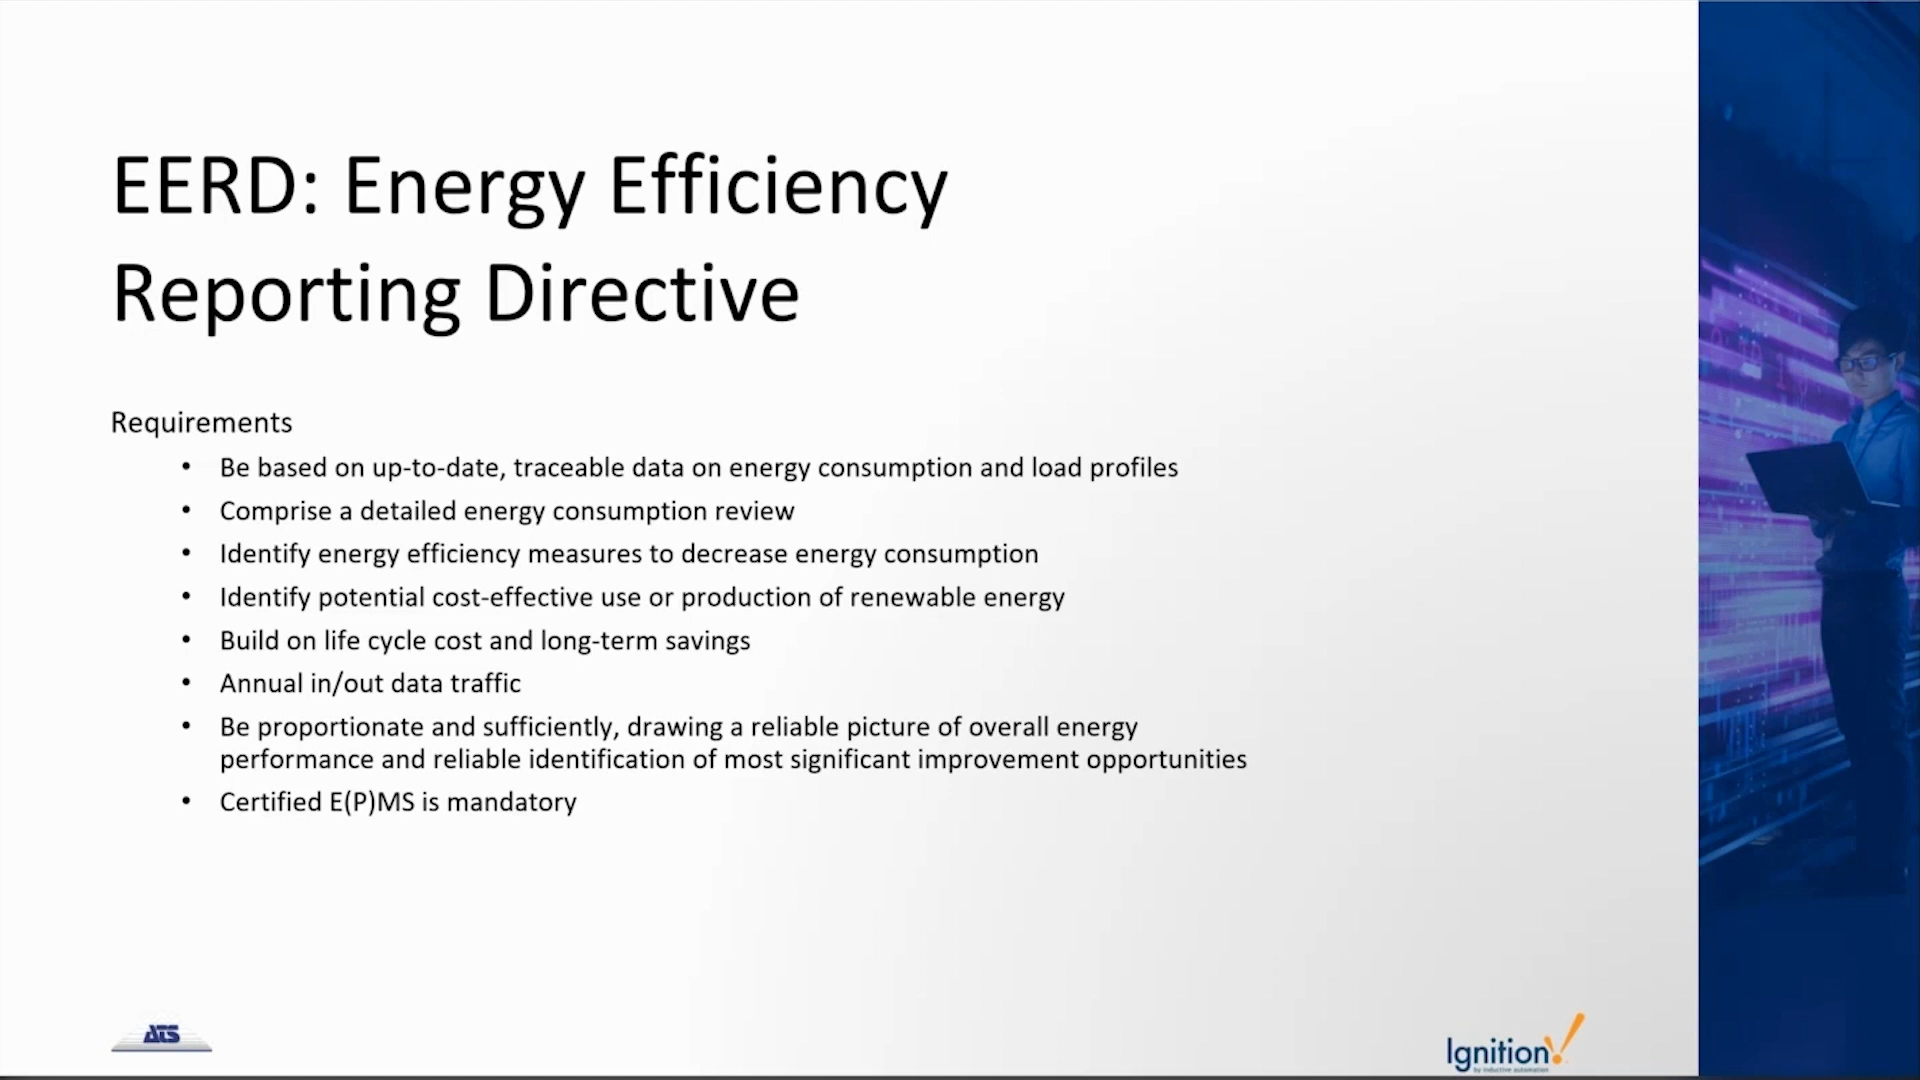 EERD: Energy Efficiency
Reporting Directive
Requirements
• Be based on up-to-date, traceable data on energy consumption and load profiles
• Comprise a detailed energy consumption review
• Identify energy efficiency measures to decrease energy consumption
• Identify potential cost-effective use or production of renewable energy
• Build on life cycle cost and long-term savings
• Annual in/out data traffic
• Be proportionate and sufficiently, drawing a reliable picture of overall energy
performance and reliable identification of most significant improvement opportunities
• Certified E(P)MS is mandatory
ATS
Ignition!
by inductive automation